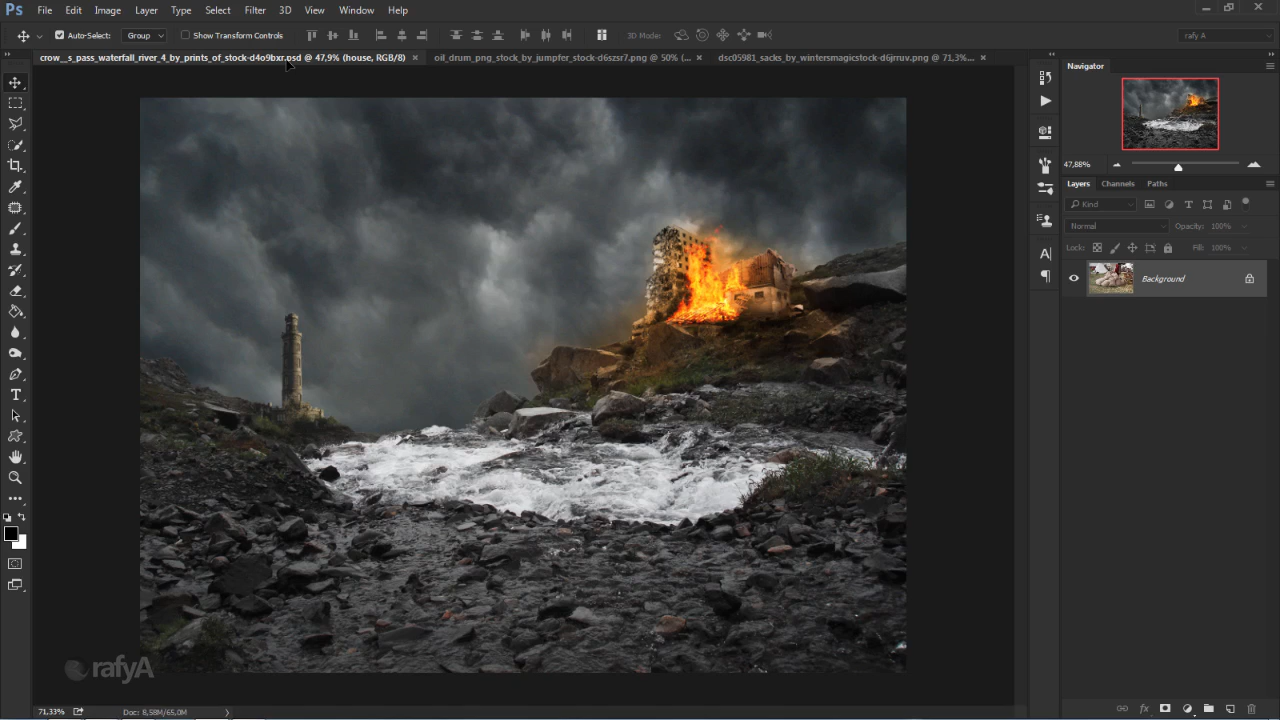 Ps File Edit Image Layer Type Select Filter 3D View Window Help
Auto-Select: Group Show Transform Controls 3D Mode: rafy A
crow__s_pass_waterfall_river_4_by_prints_of_stock-d4o9bxr.psd @ 47,9% (house, RGB/8) × oil_drum_png_stock_by_jumpfer_stock-d6szsr7.png @ 50% (... × dsc05981_sacks_by_wintersmagicstock-d6jrruv.png @ 71,3%... ×
Navigator
47,88%
Layers Channels Paths
Kind
Normal Opacity: 100%
Lock: Fill: 100%
Background
rafyA
71,33% Doc: 8,58M/65,0M